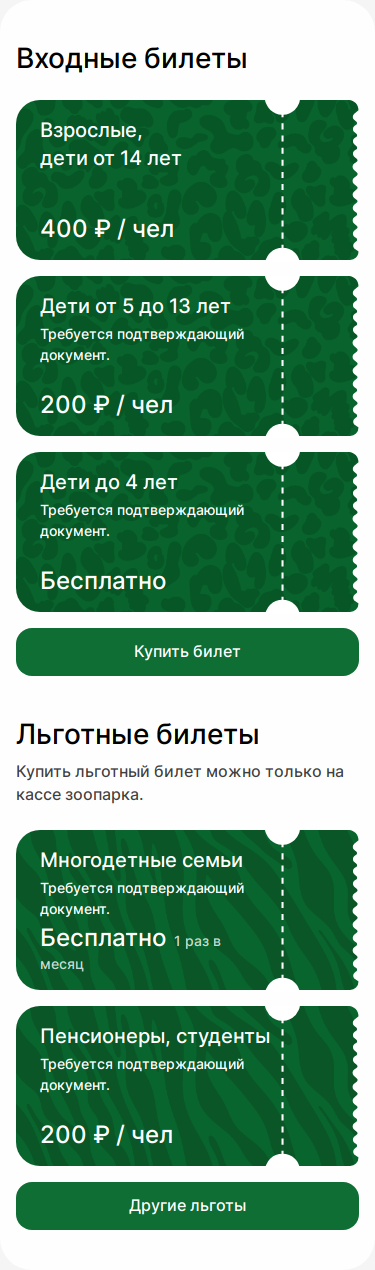 Входные билеты
Взрослые,
дети от 14 лет
400 ₽ / чел
Дети от 5 до 13 лет
Требуется подтверждающий
документ.
200 ₽ / чел
Дети до 4 лет
Требуется подтверждающий
документ.
Бесплатно
Купить билет
Льготные билеты
Купить льготный билет можно только на
кассе зоопарка.
Многодетные семьи
Требуется подтверждающий
документ.
Бесплатно 1 раз в
месяц
Пенсионеры, студенты
Требуется подтверждающий
документ.
200 ₽ / чел
Другие льготы